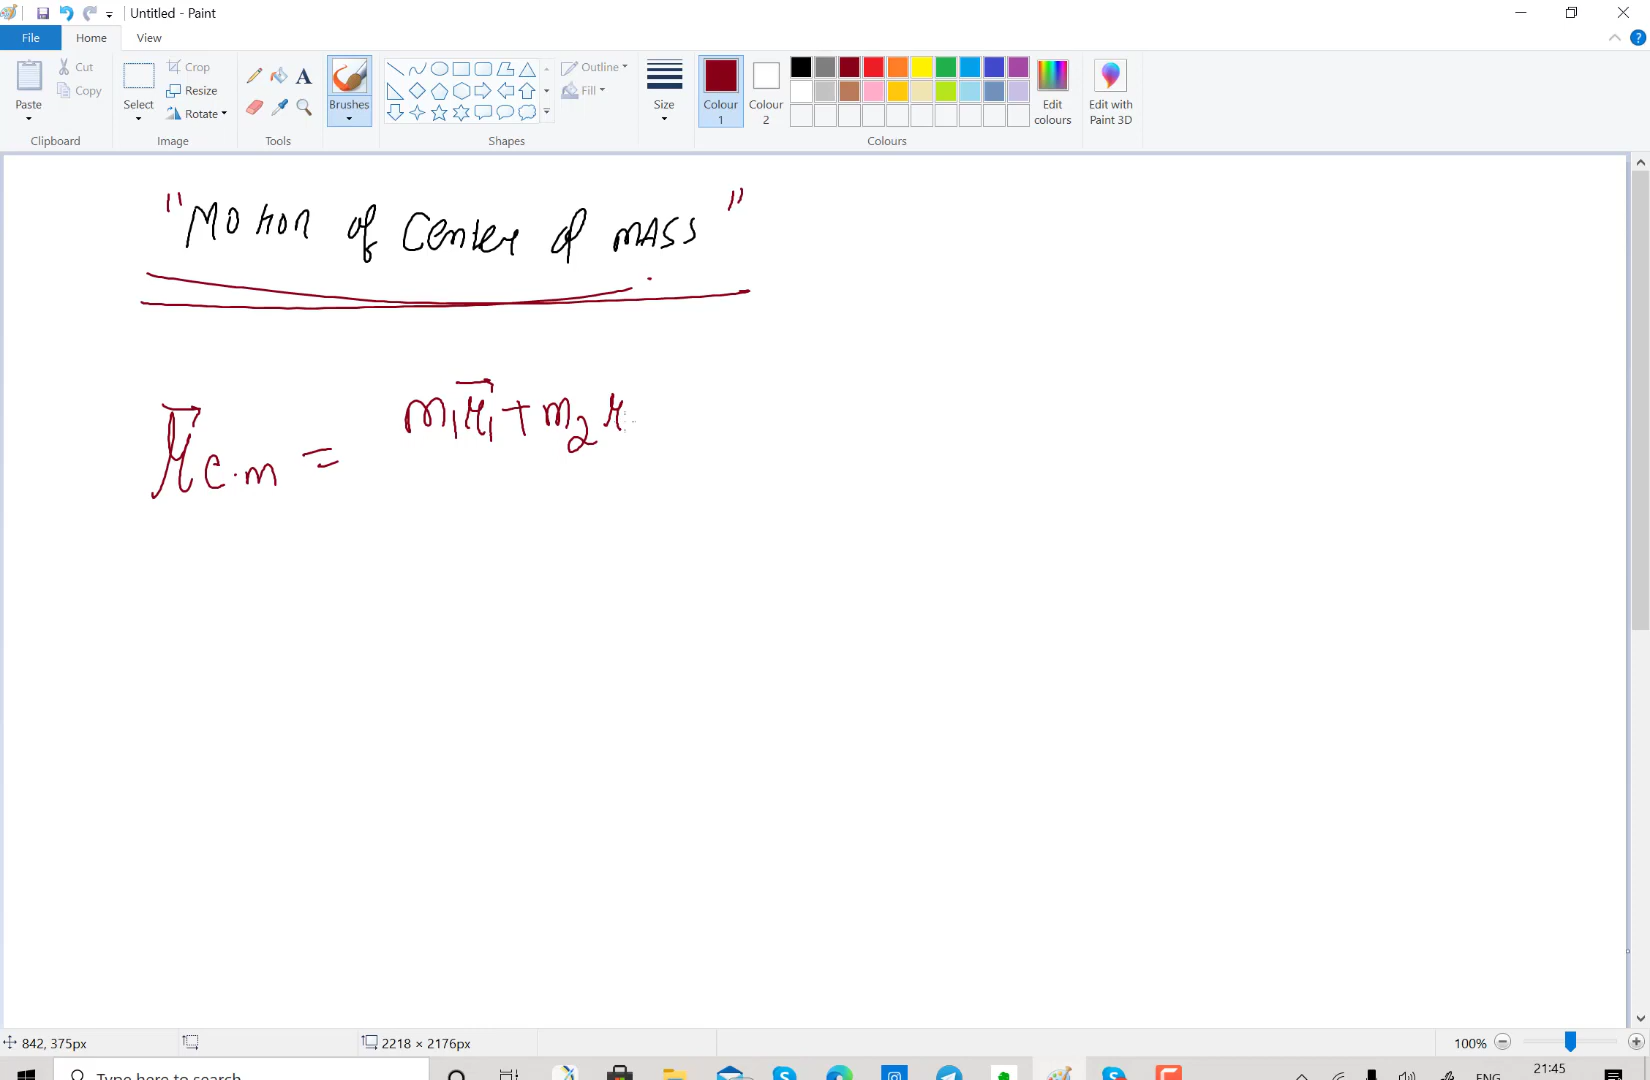 Untitled - Paint
File Home View
Paste Cut Copy Clipboard
Select Crop Resize Rotate Image
Tools
Brushes
Outline Fill Shapes
Size
Colour 1 Colour 2 Edit colours Colours
Edit with Paint 3D
"Motion of Center of mASS"
r⃗c.m = m₁r⃗₁ + m₂r
842, 375px 2218 × 2176px 100%
Type here to search ENG 21:45